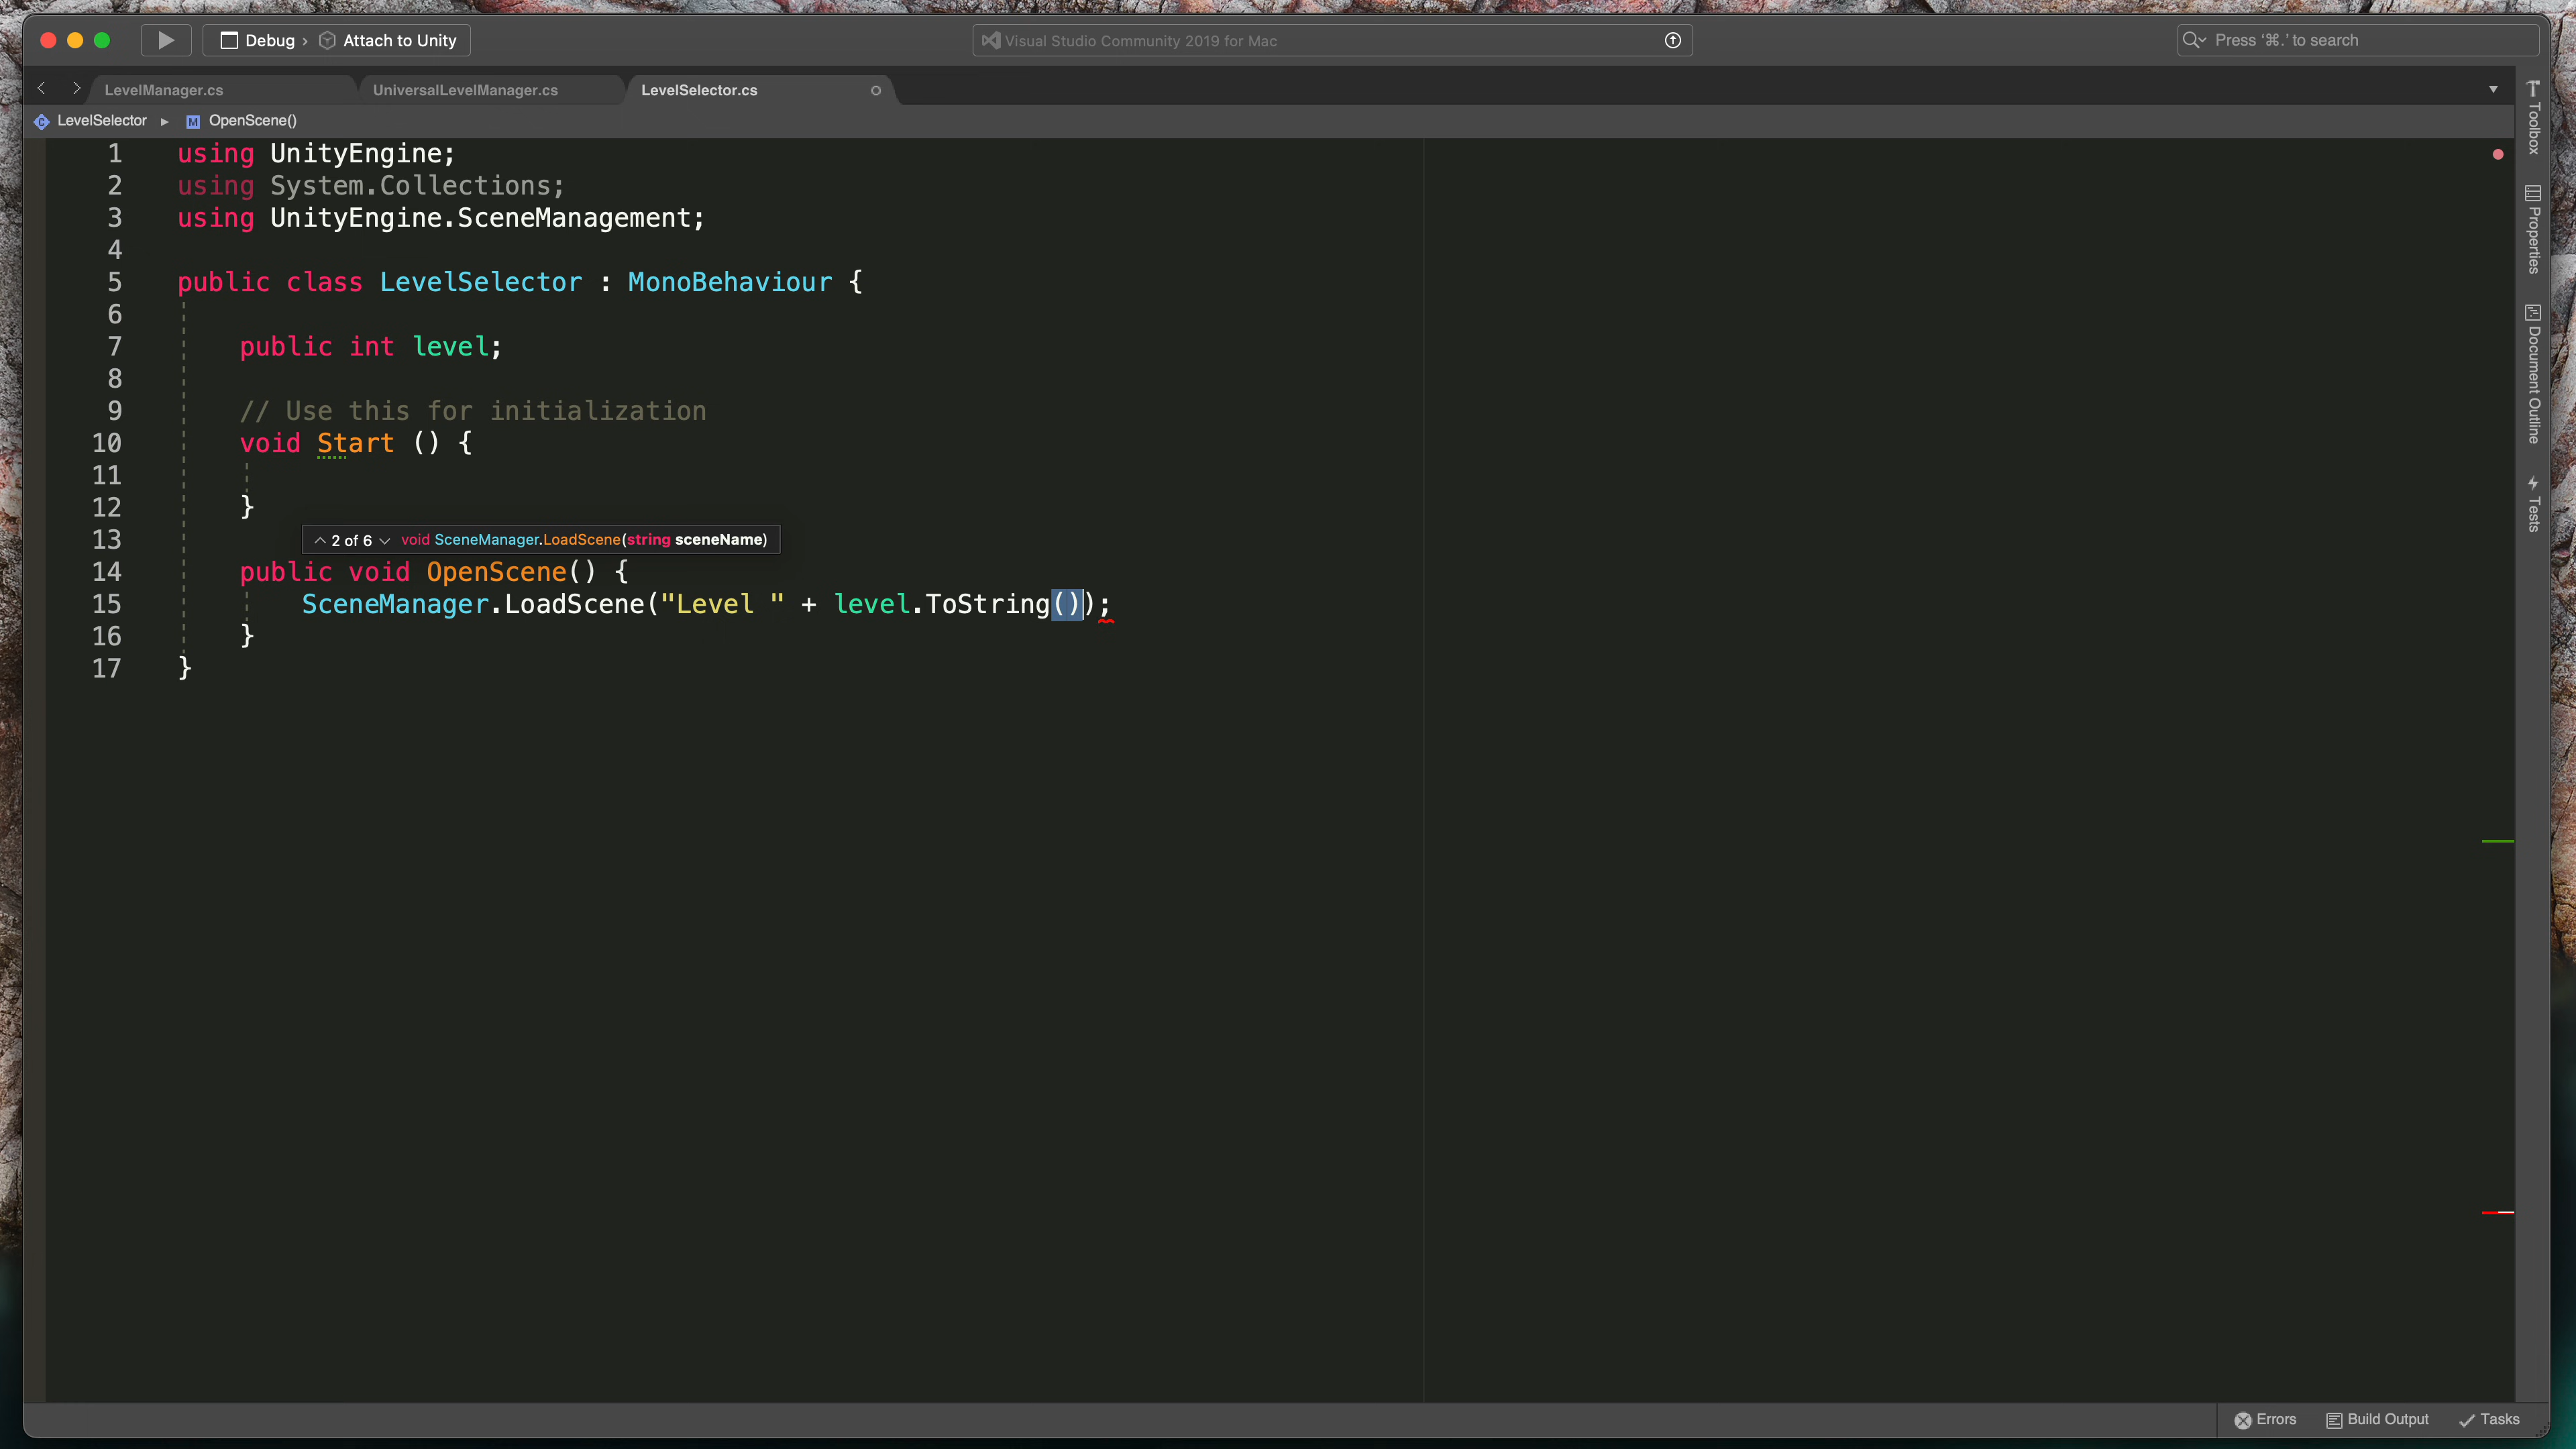 Debug › Attach to Unity
Visual Studio Community 2019 for Mac
Press ‘⌘.’ to search
LevelManager.cs
UniversalLevelManager.cs
LevelSelector.cs
LevelSelector ▸ M OpenScene()
1 using UnityEngine;
2 using System.Collections;
3 using UnityEngine.SceneManagement;
4
5 public class LevelSelector : MonoBehaviour {
6
7 public int level;
8
9 // Use this for initialization
10 void Start () {
11
12 }
13 2 of 6 void SceneManager.LoadScene(string sceneName)
14 public void OpenScene() {
15 SceneManager.LoadScene("Level " + level.ToString());
16 }
17 }
Toolbox
Properties
Document Outline
Tests
Errors
Build Output
Tasks